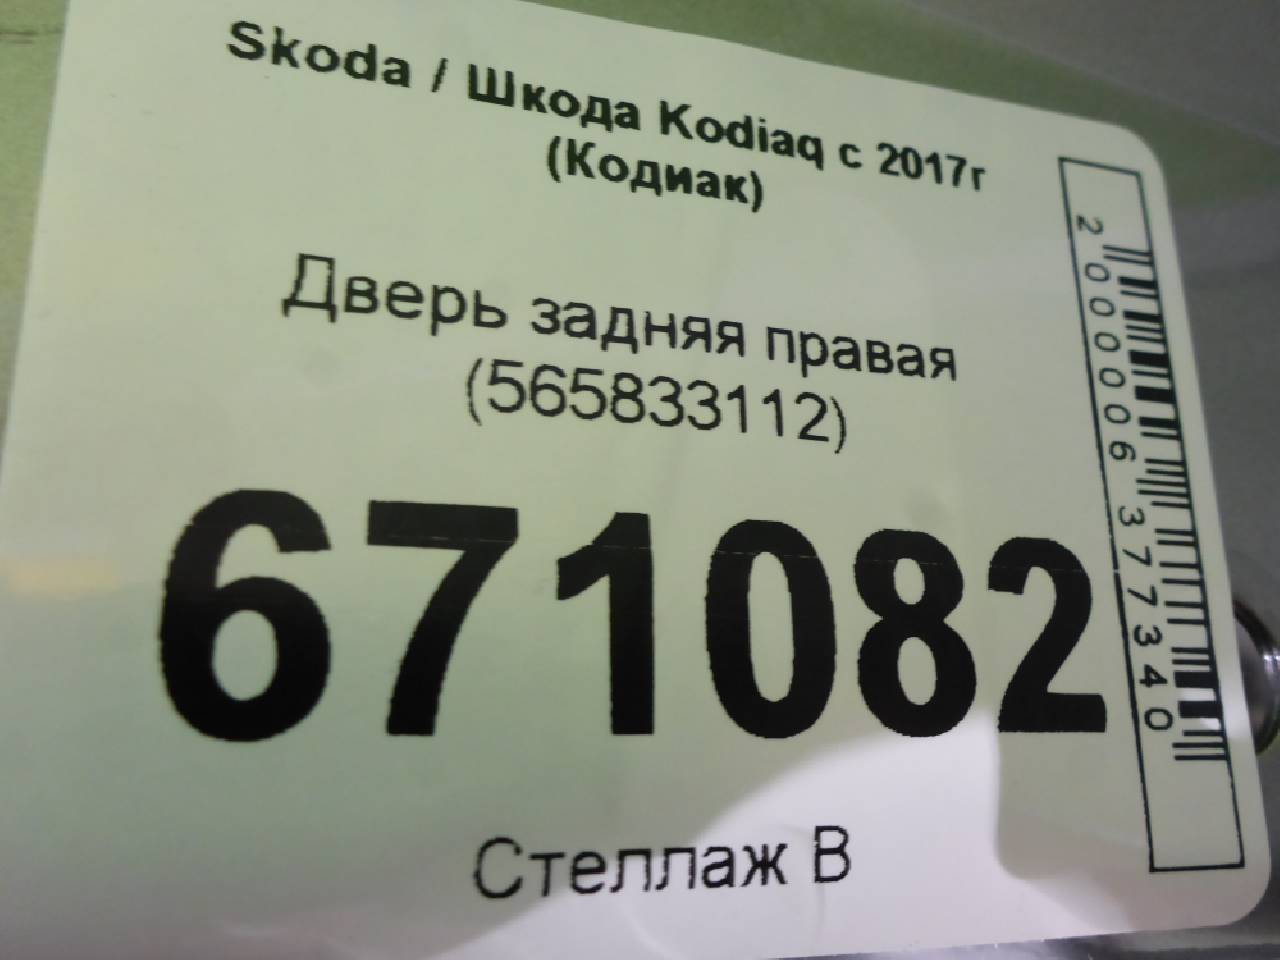 Skoda / Шкода Kodiaq с 2017г
(Кодиак)
Дверь задняя правая
(565833112)
671082
Стеллаж В
2000006377340